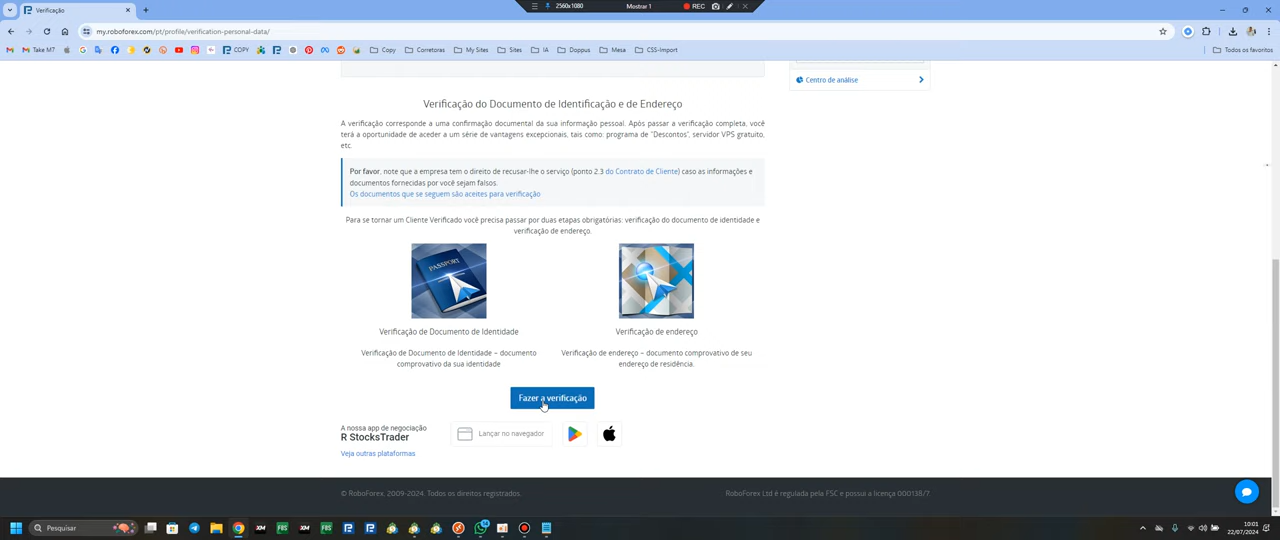 2560x1080
Mostrar 1
REC
Verificação
my.roboforex.com/pt/profile/verification-personal-data/
Take M7
COPY
Copy
Corretoras
My Sites
Sites
IA
Doppus
Mesa
CSS-Import
Todos os favoritos
Centro de análise
Verificação do Documento de Identificação e de Endereço
A verificação corresponde a uma confirmação documental da sua informação pessoal. Após passar a verificação completa, você
terá a oportunidade de aceder a um série de vantagens excepcionais, tais como: programa de "Descontos", servidor VPS gratuito,
etc.
Por favor, note que a empresa tem o direito de recusar-lhe o serviço (ponto 2.3 do Contrato de Cliente) caso as informações e
documentos fornecidas por você sejam falsos.
Os documentos que se seguem são aceites para verificação
Para se tornar um Cliente Verificado você precisa passar por duas etapas obrigatórias: verificação do documento de identidade e
verificação de endereço.
PASSPORT
Verificação de Documento de Identidade
Verificação de endereço
Verificação de Documento de Identidade – documento
comprovativo da sua identidade
Verificação de endereço – documento comprovativo de seu
endereço de residência.
Fazer a verificação
A nossa app de negociação
R StocksTrader
Lançar no navegador
Veja outras plataformas
© RoboForex, 2009-2024. Todos os direitos registrados.
RoboForex Ltd é regulada pela FSC e possui a licença 000138/7
Pesquisar
XM
FBS
XM
FBS
10:01
22/07/2024